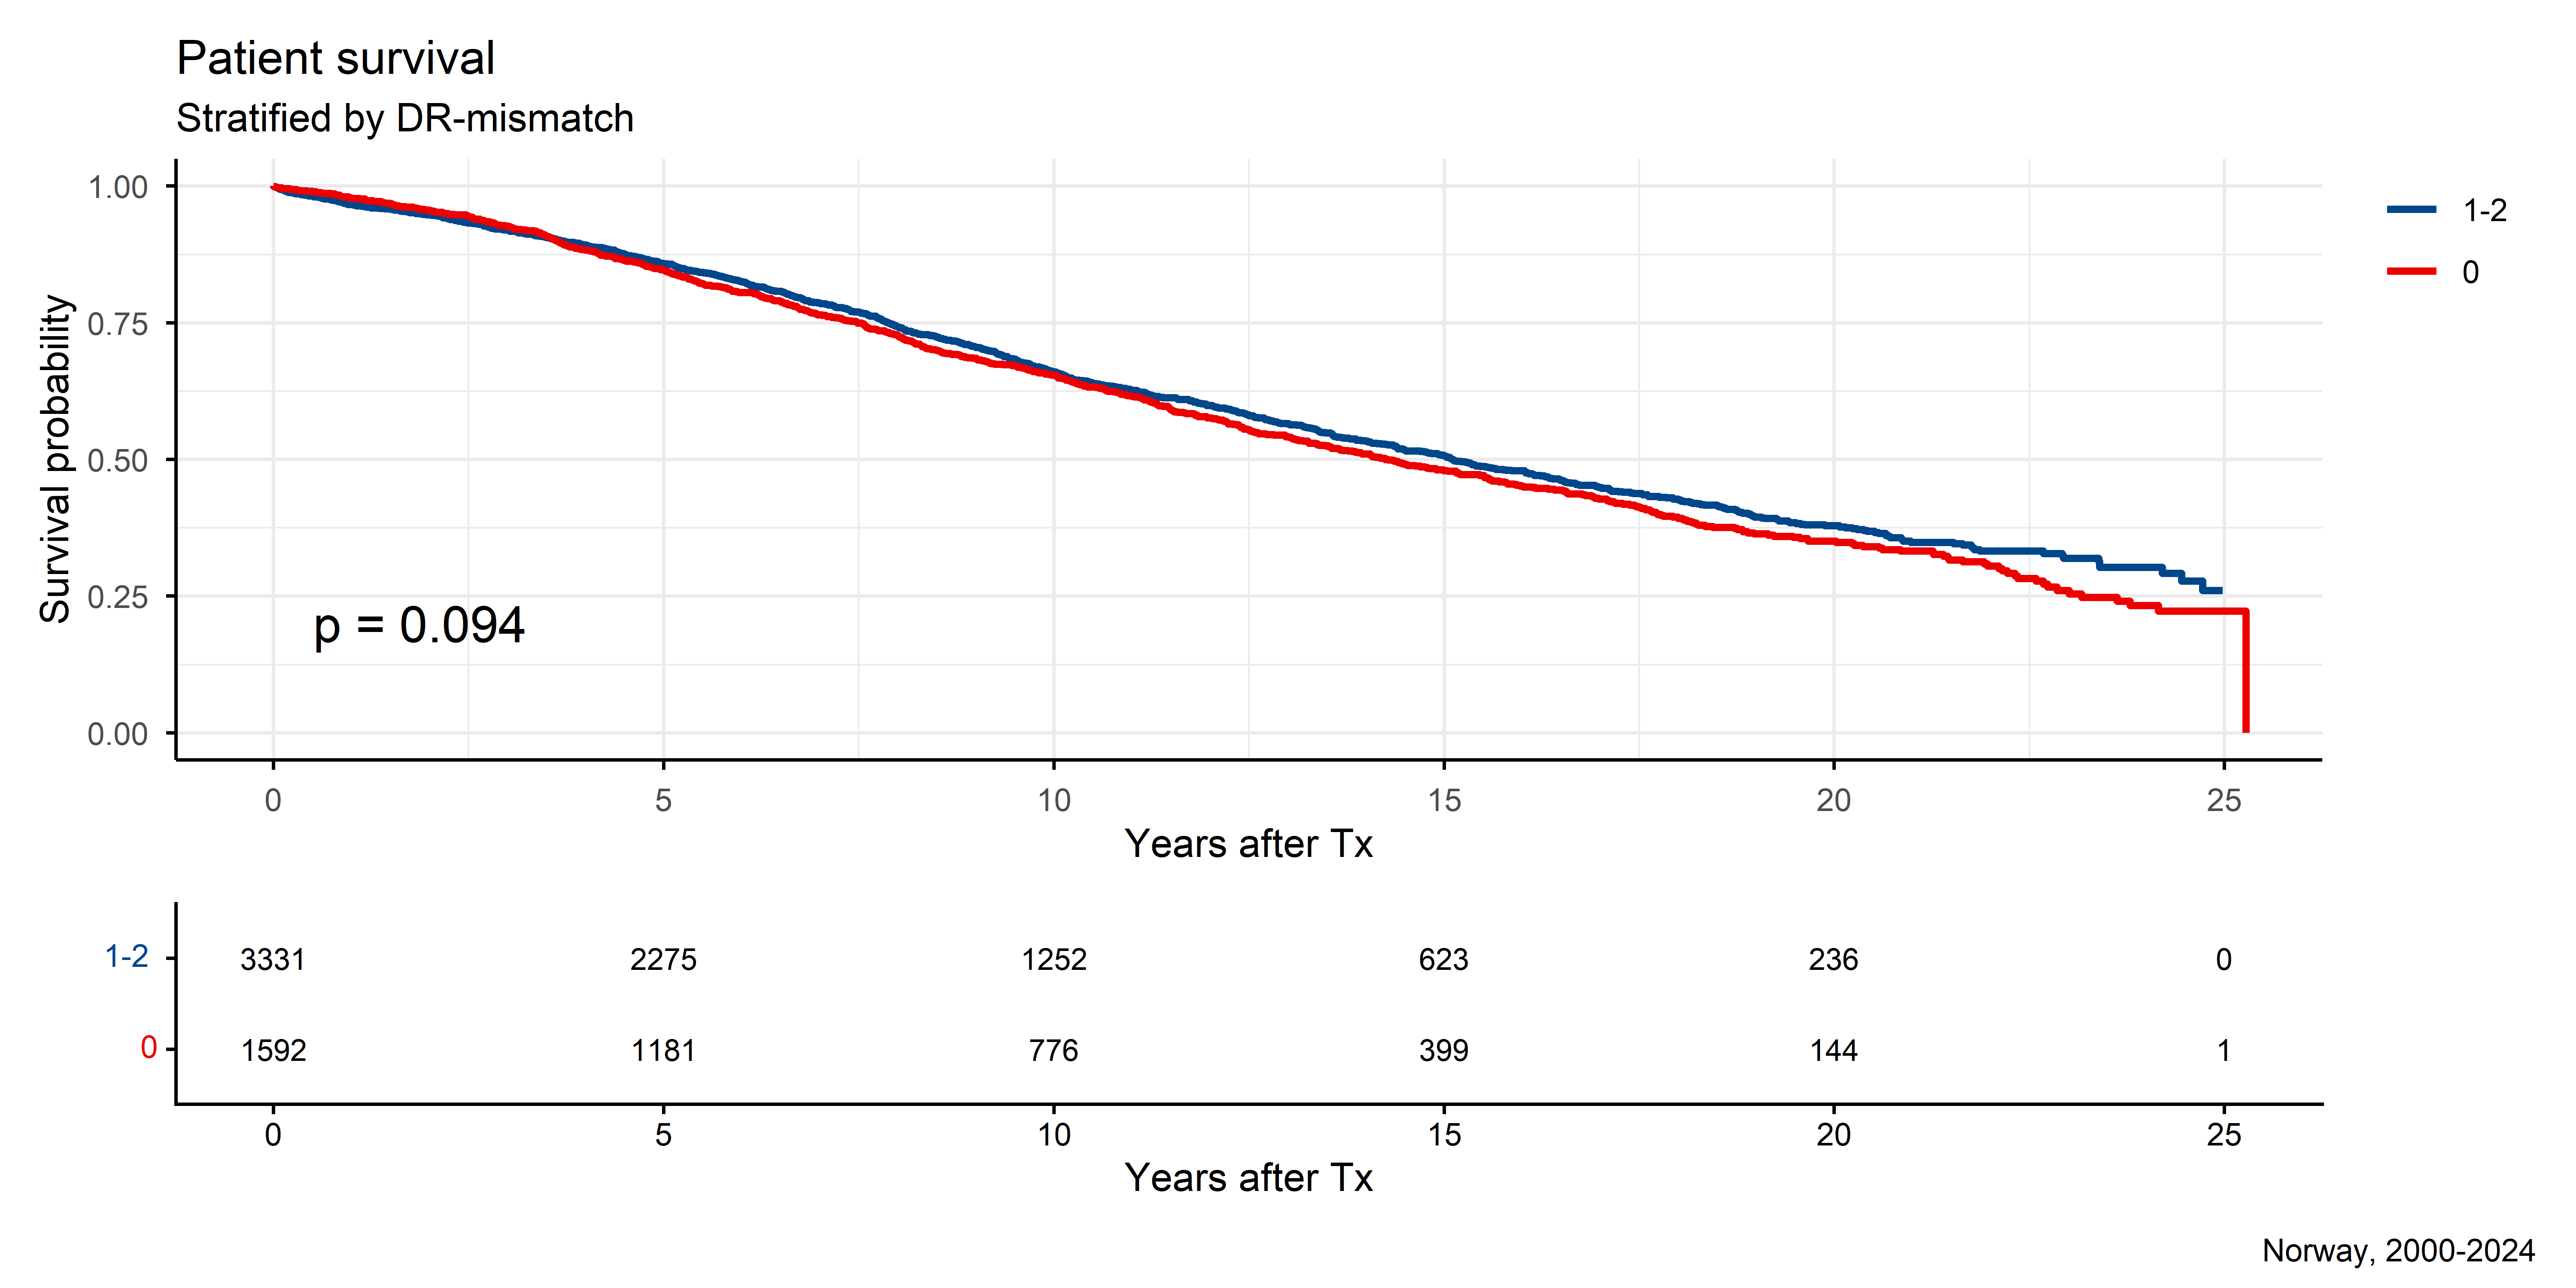 Patient survival
Stratified by DR-mismatch
Survival probability
1.00
0.75
0.50
0.25
0.00
p = 0.094
1-2
0
0 5 10 15 20 25
Years after Tx
1-2 3331 2275 1252 623 236 0
0 1592 1181 776 399 144 1
0 5 10 15 20 25
Years after Tx
Norway, 2000-2024